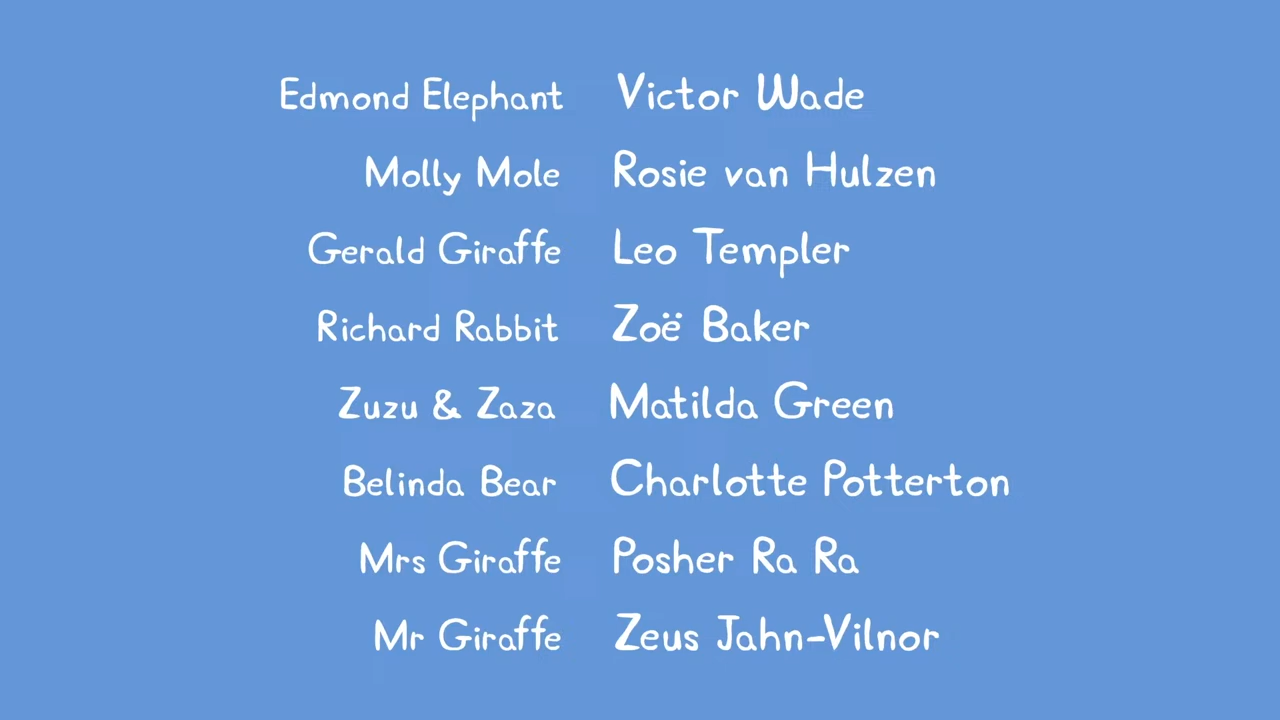 Edmond Elephant Victor Wade
Molly Mole Rosie van Hulzen
Gerald Giraffe Leo Templer
Richard Rabbit Zoë Baker
Zuzu & Zaza Matilda Green
Belinda Bear Charlotte Potterton
Mrs Giraffe Posher Ra Ra
Mr Giraffe Zeus Jahn-Vilnor